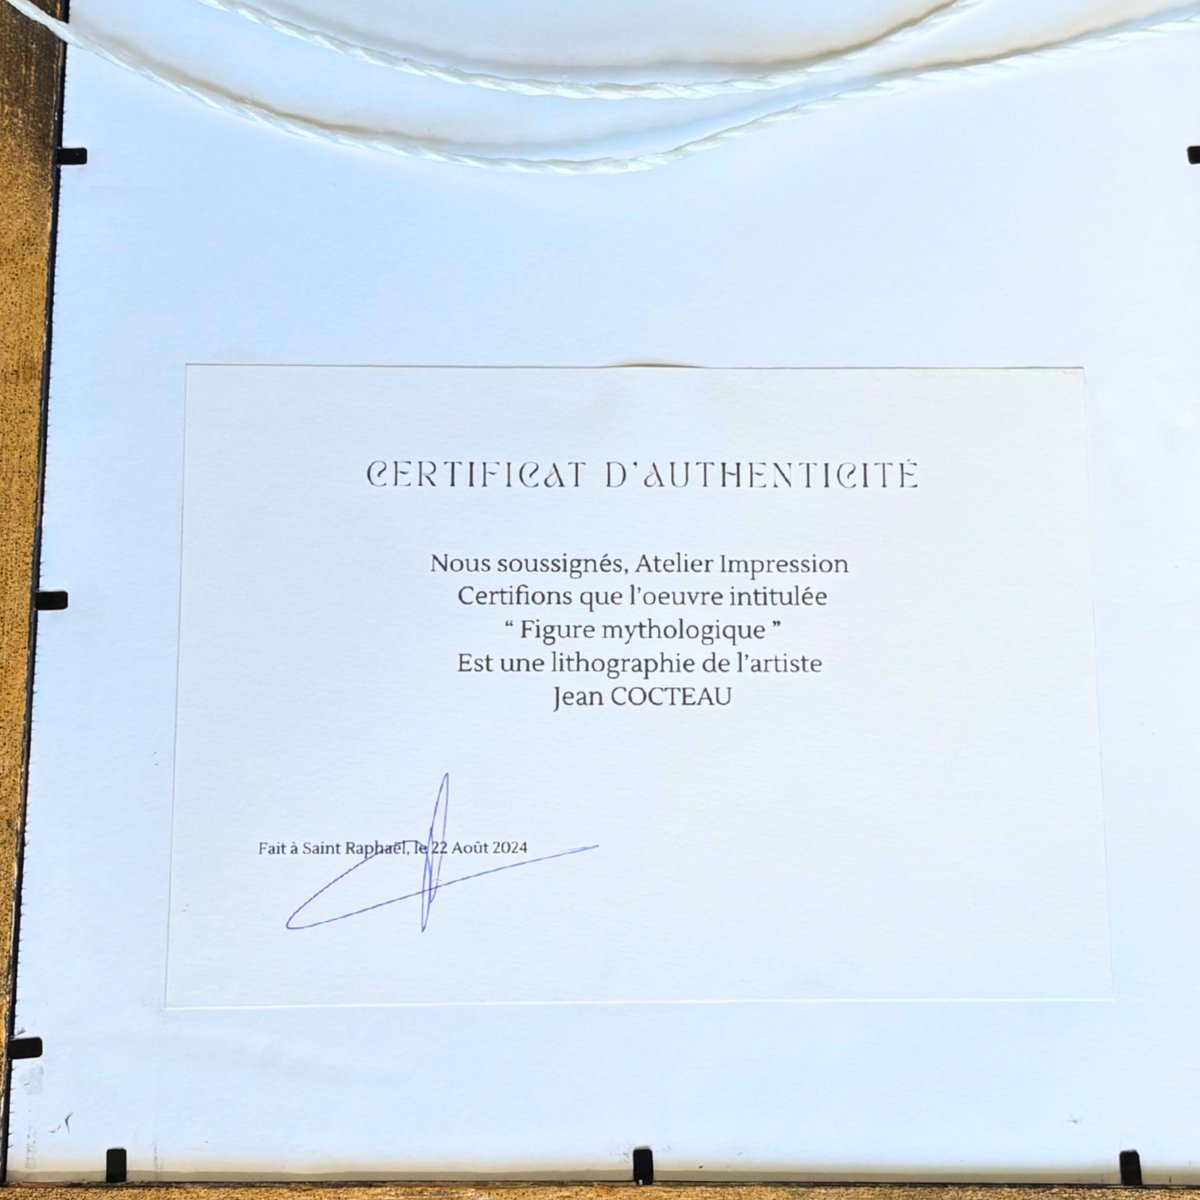 CERTIFICAT D'AUTHENTICITÉ
Nous soussignés, Atelier Impression
Certifions que l'oeuvre intitulée
“ Figure mythologique ”
Est une lithographie de l'artiste
Jean COCTEAU
Fait à Saint Raphaël, le 22 Août 2024